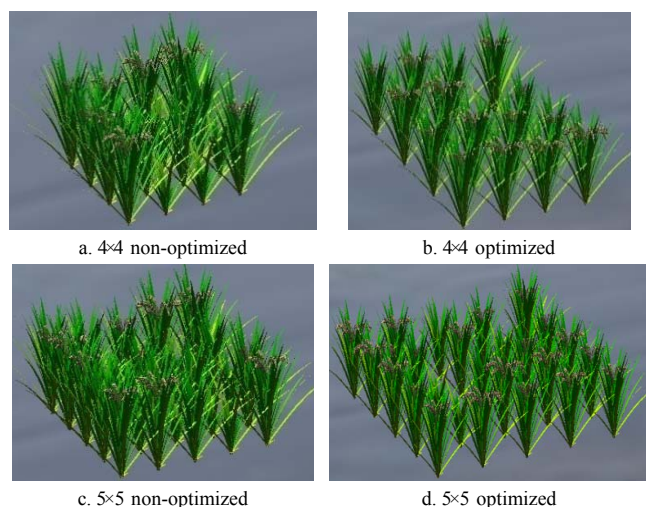 a. 4×4 non-optimized
b. 4×4 optimized
c. 5×5 non-optimized
d. 5×5 optimized